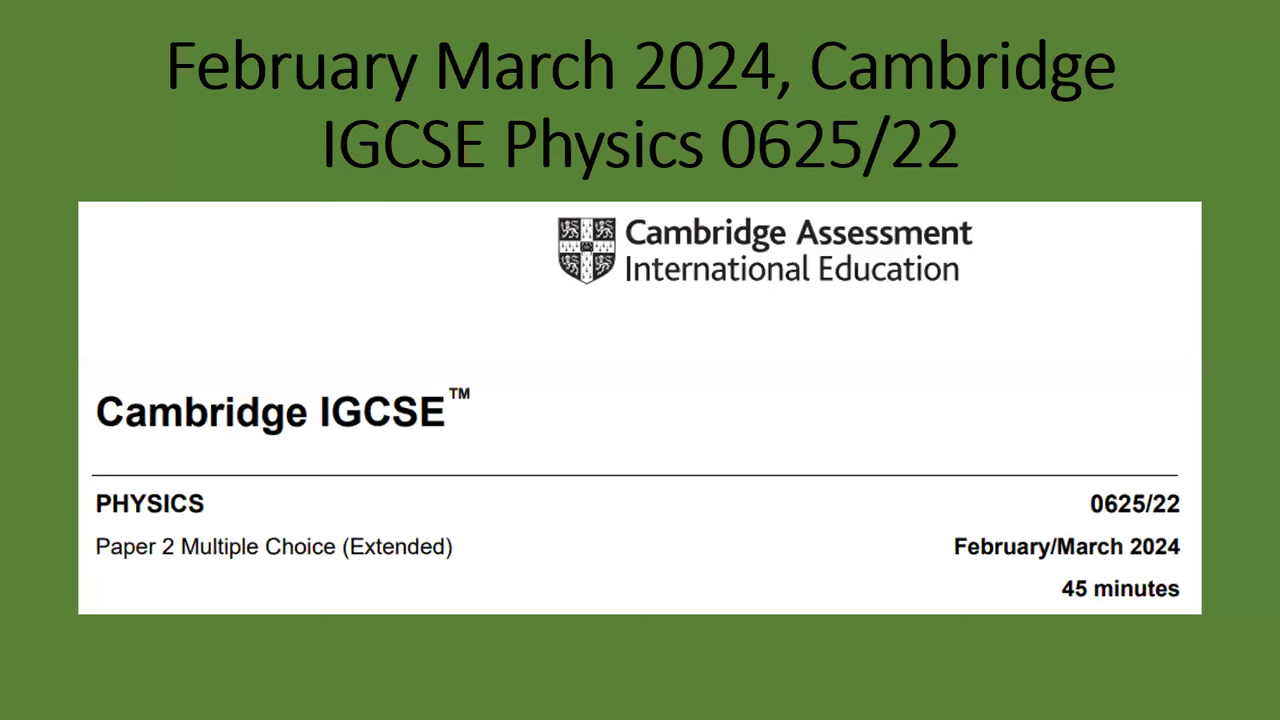 February March 2024, Cambridge
IGCSE Physics 0625/22
Cambridge Assessment
International Education
Cambridge IGCSE™
PHYSICS 0625/22
Paper 2 Multiple Choice (Extended) February/March 2024
45 minutes